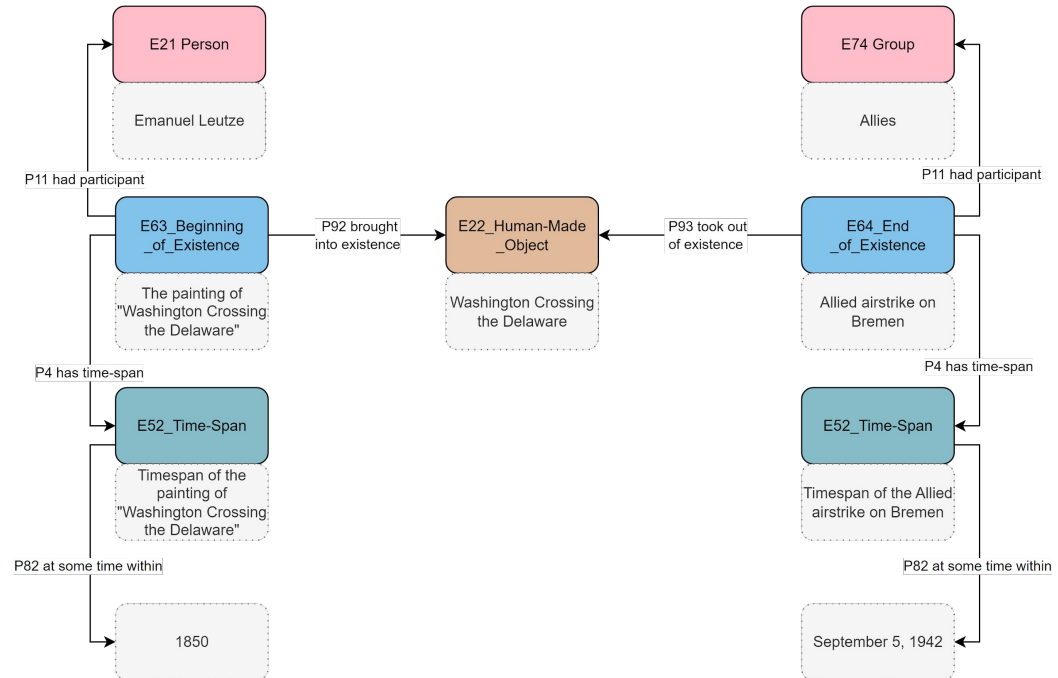 E21 Person
Emanuel Leutze
E74 Group
Allies
P11 had participant
P11 had participant
E63_Beginning
_of_Existence
The painting of
"Washington Crossing
the Delaware"
P92 brought
into existence
E22_Human-Made
_Object
Washington Crossing
the Delaware
P93 took out
of existence
E64_End
_of_Existence
Allied airstrike on
Bremen
P4 has time-span
P4 has time-span
E52_Time-Span
Timespan of the
painting of
"Washington Crossing
the Delaware"
E52_Time-Span
Timespan of the Allied
airstrike on Bremen
P82 at some time within
P82 at some time within
1850
September 5, 1942